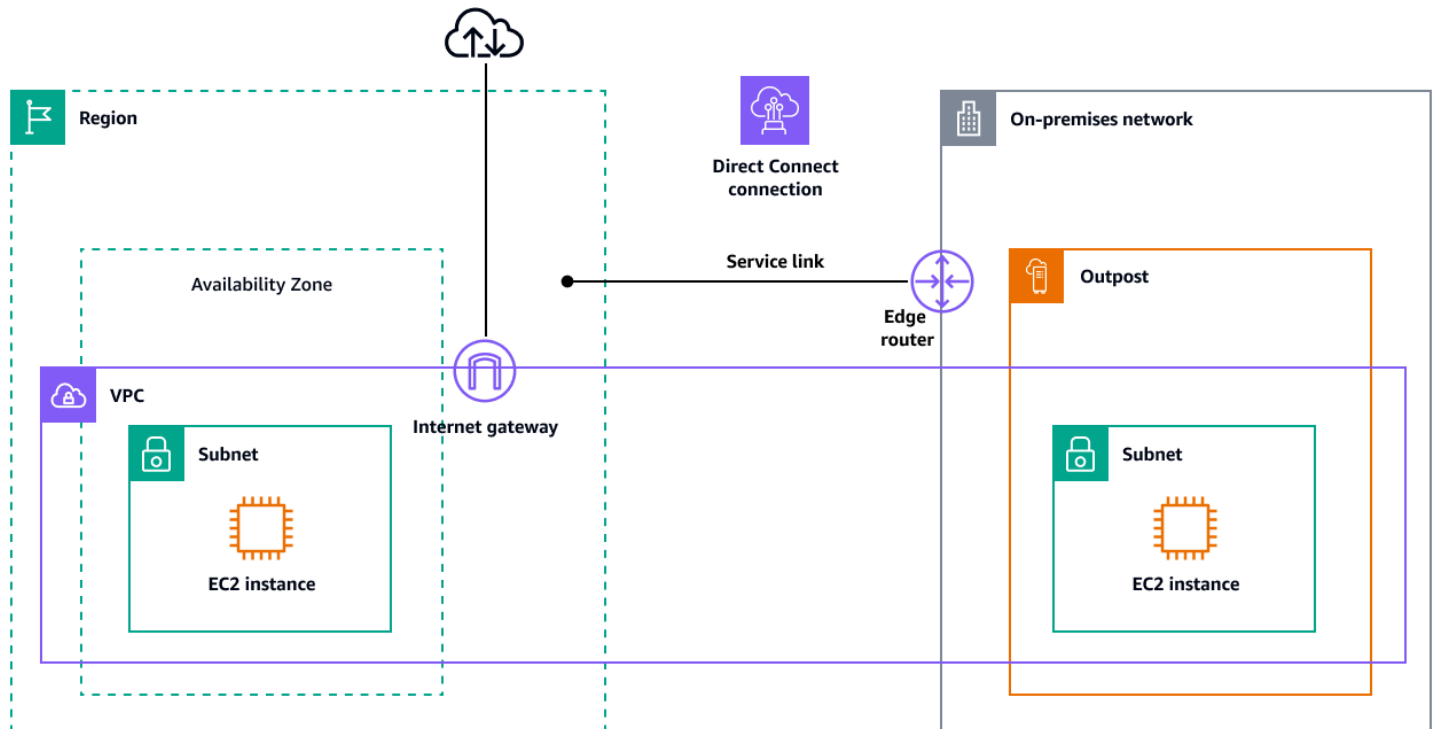 Region
Direct Connect
connection
On-premises network
Availability Zone
Service link
Edge
router
Outpost
VPC
Internet gateway
Subnet
EC2 instance
Subnet
EC2 instance